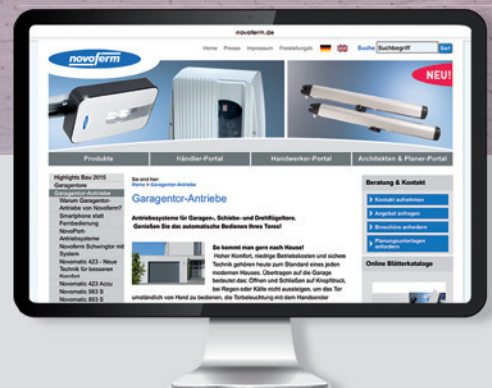 novoferm.de
Home Presse Impressum Freistellungsb. Suche Suchbegriff Go!
novoferm
NEU!
Produkte Händler-Portal Handwerker-Portal Architekten & Planer-Portal
Highlights Bau 2015
Garagentore
Garagentor-Antriebe
Warum Garagentor-
Antriebe von Novoferm?
Smartphone statt
Fernbedienung
NovoPort-
Antriebsysteme
Novoferm Schwingtor mit
System
Novomatic 423 - Neue
Technik für besseren
Komfort
Novomatic 423 Accu
Novomatic 563 S
Novomatic 803 S
Sie sind hier:
Home > Garagentor-Antriebe
Garagentor-Antriebe
Antriebssysteme für Garagen-, Schiebe- und Drehflügeltore.
Genießen Sie das automatische Bedienen Ihres Tores!
So kommt man gern nach Hause!
Hoher Komfort, niedrige Betriebskosten und sichere
Technik gehören heute zum Standard eines jeden
modernen Hauses. Übertragen auf die Garage
bedeutet das: Öffnen und Schließen auf Knopfdruck,
bei Regen oder Kälte nicht aussteigen, um das Tor
umständlich von Hand zu bedienen, die Torbeleuchtung mit dem Handsender
Beratung & Kontakt
Kontakt aufnehmen
Angebot anfragen
Broschüre anfordern
Planungsunterlagen
anfordern
Online Blätterkataloge